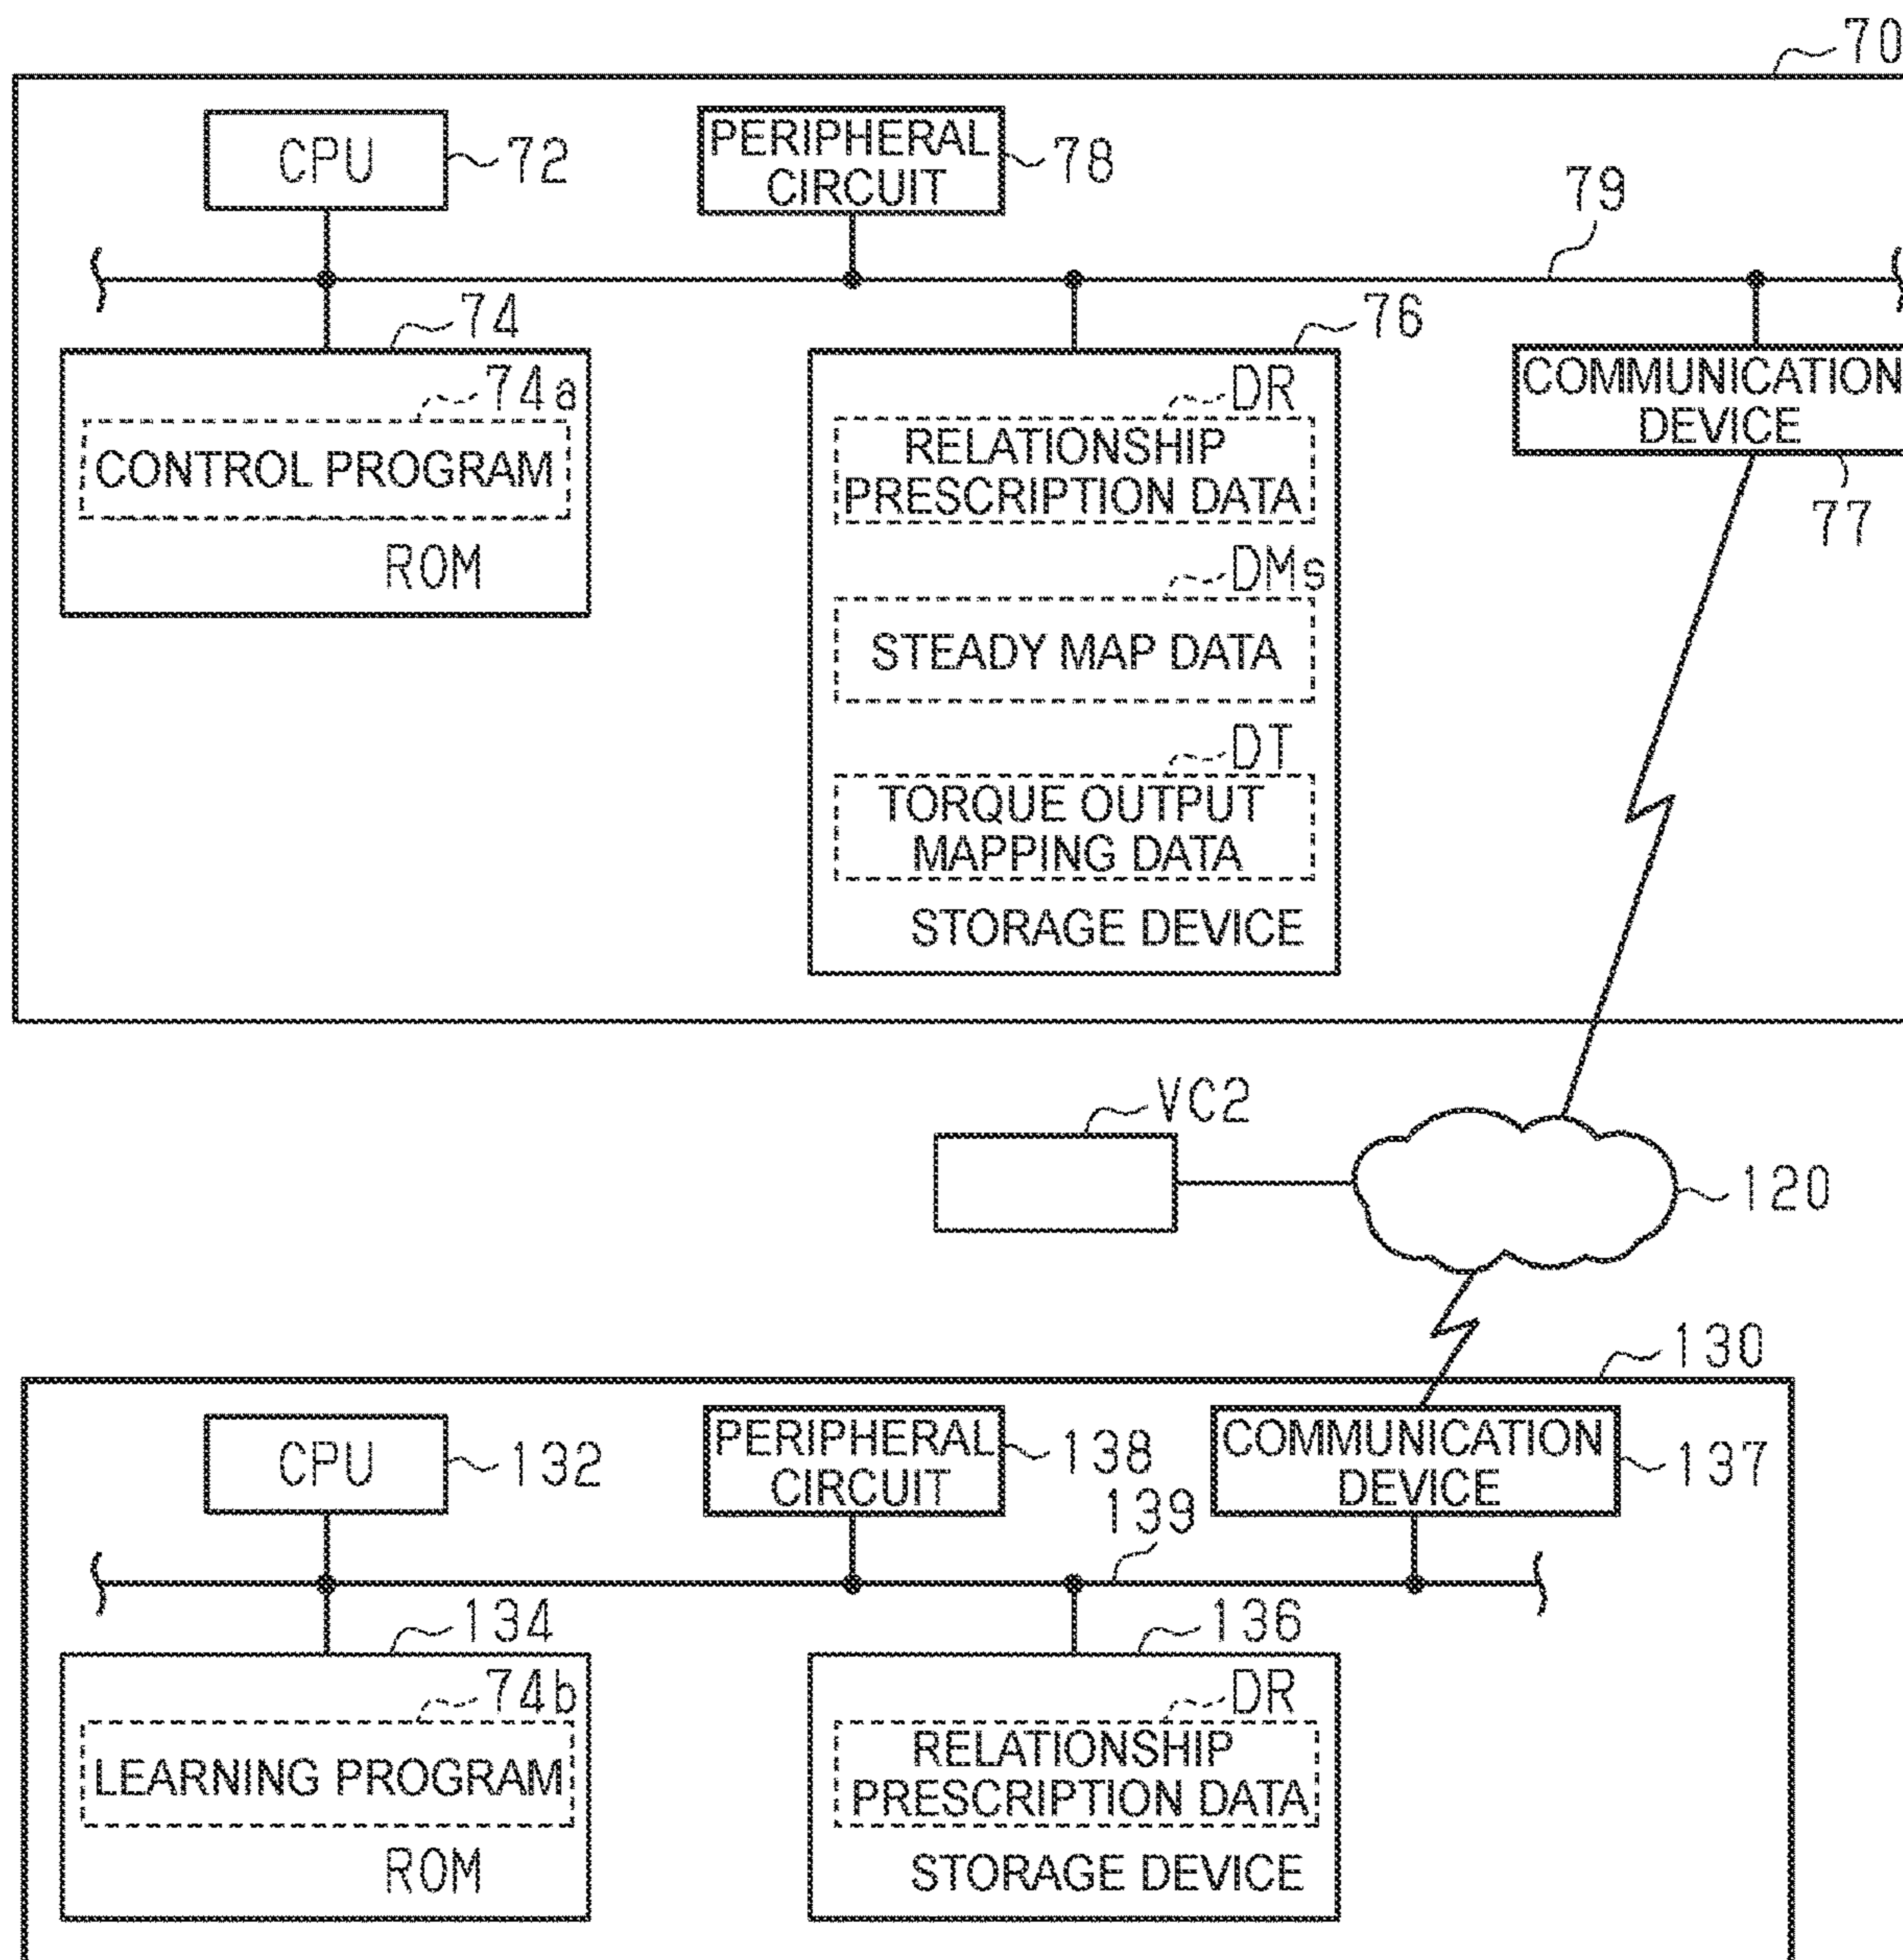 70
CPU
72
PERIPHERAL
CIRCUIT
78
79
74
76
74a
CONTROL PROGRAM
ROM
DR
RELATIONSHIP
PRESCRIPTION DATA
DMs
STEADY MAP DATA
DT
TORQUE OUTPUT
MAPPING DATA
STORAGE DEVICE
COMMUNICATION
DEVICE
77
VC2
120
130
CPU
132
PERIPHERAL
CIRCUIT
138
COMMUNICATION
DEVICE
137
139
134
136
74b
LEARNING PROGRAM
ROM
DR
RELATIONSHIP
PRESCRIPTION DATA
STORAGE DEVICE